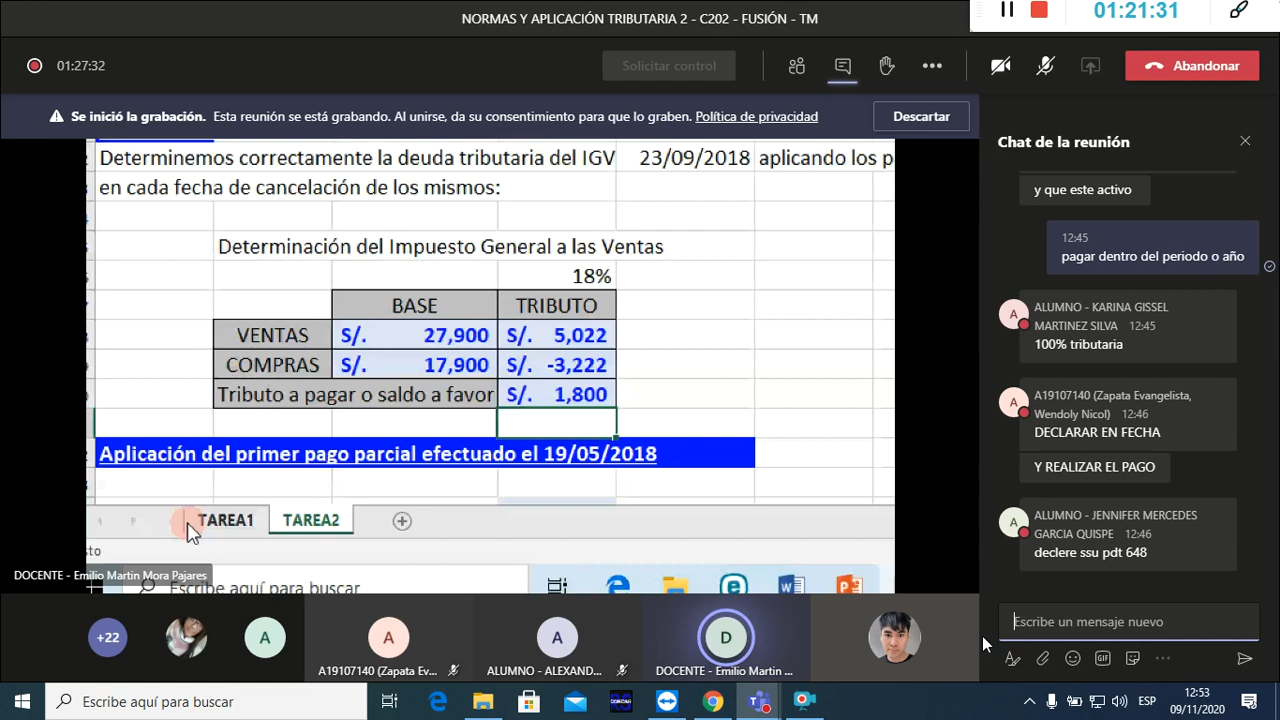 NORMAS Y APLICACIÓN TRIBUTARIA 2 - C202 - FUSIÓN - TM
01:21:31
01:27:32
Solicitar control
Abandonar
Se inició la grabación. Esta reunión se está grabando. Al unirse, da su consentimiento para que lo graben. Política de privacidad
Descartar
Determinemos correctamente la deuda tributaria del IGV 23/09/2018 aplicando los p
en cada fecha de cancelación de los mismos:
Determinación del Impuesto General a las Ventas
18%
BASE TRIBUTO
VENTAS S/. 27,900 S/. 5,022
COMPRAS S/. 17,900 S/. -3,222
Tributo a pagar o saldo a favor S/. 1,800
Aplicación del primer pago parcial efectuado el 19/05/2018
TAREA1 TAREA2
sto
DOCENTE - Emilio Martin Mora Pajares
Escribe aquí para buscar
Chat de la reunión
y que este activo
12:45
pagar dentro del periodo o año
A
ALUMNO - KARINA GISSEL
MARTINEZ SILVA 12:45
100% tributaria
A
A19107140 (Zapata Evangelista,
Wendoly Nicol) 12:46
DECLARAR EN FECHA
Y REALIZAR EL PAGO
A
ALUMNO - JENNIFER MERCEDES
GARCIA QUISPE 12:46
declere ssu pdt 648
Escribe un mensaje nuevo
GIF
+22
A
A
A19107140 (Zapata Ev...
A
ALUMNO - ALEXAND...
D
DOCENTE - Emilio Martin ...
Escribe aquí para buscar
ESP
12:53
09/11/2020